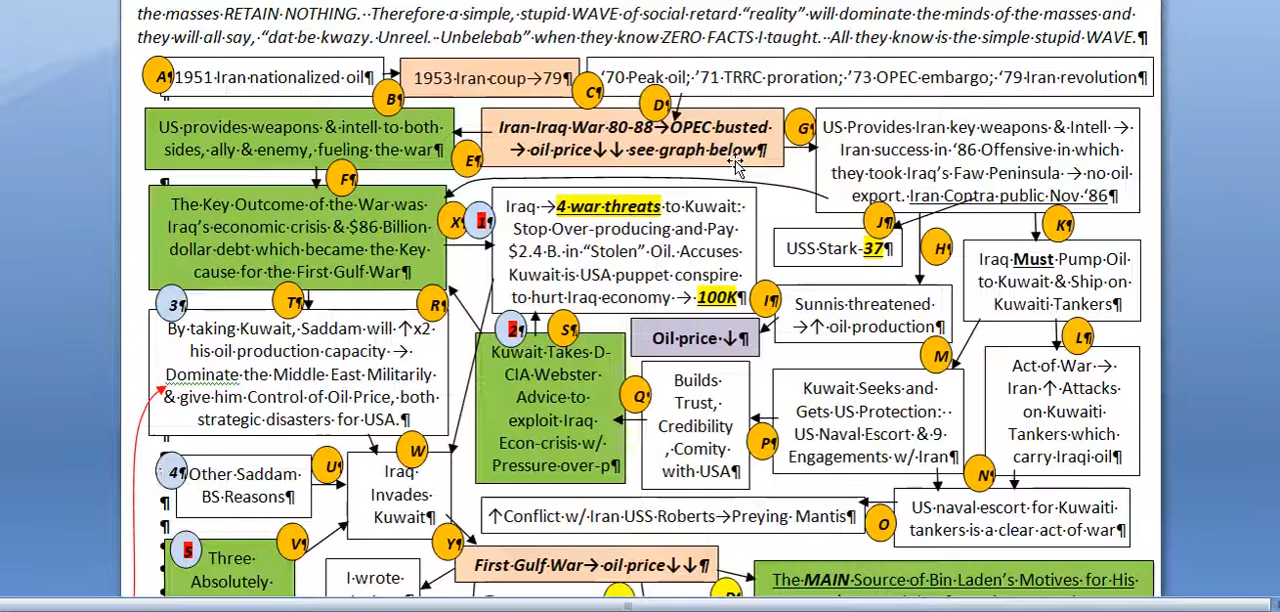 the masses RETAIN NOTHING. Therefore a simple, stupid WAVE of social retard “reality” will dominate the minds of the masses and
they will all say, “dat be kwazy. Unreel. Unbelebab” when they know ZERO FACTS I taught. All they know is the simple stupid WAVE.¶
A¶
1951 Iran nationalized oil¶
1953 Iran coup→79¶
‘70 Peak oil; ’71 TRRC proration; ‘73 OPEC embargo; ‘79 Iran revolution¶
B¶
C¶
D¶
US provides weapons & intell to both
sides, ally & enemy, fueling the war¶
E¶
Iran-Iraq War 80-88→OPEC busted
→ oil price↓↓ see graph below¶
G¶
US Provides Iran key weapons & Intell →
Iran success in ‘86 Offensive in which
they took Iraq’s Faw Peninsula → no oil
export. Iran Contra public Nov ‘86¶
F¶
The Key Outcome of the War was
Iraq’s economic crisis & $86 Billion
dollar debt which became the Key
cause for the First Gulf War¶
X¶
1¶
Iraq → 4 war threats to Kuwait:
Stop Over-producing and Pay
$2.4 B. in “Stolen” Oil. Accuses
Kuwait is USA puppet conspire
to hurt Iraq economy → 100K¶
J¶
USS Stark 37¶
H¶
K¶
Iraq Must Pump Oil
to Kuwait & Ship on
Kuwaiti Tankers¶
3¶
T¶
R¶
By taking Kuwait, Saddam will ↑x2
his oil production capacity →
Dominate the Middle East Militarily
& give him Control of Oil Price, both
strategic disasters for USA.¶
2¶
S¶
Kuwait Takes D-
CIA Webster
Advice to
exploit Iraq
Econ-crisis w/
Pressure over-p¶
I¶
Sunnis threatened
→↑ oil production¶
Oil price ↓¶
L¶
Act of War →
Iran ↑ Attacks
on Kuwaiti
Tankers which
carry Iraqi oil¶
M¶
Kuwait Seeks and
Gets US Protection:
US Naval Escort & 9
Engagements w/ Iran¶
Q¶
Builds
Trust,
Credibility
, Comity
with USA¶
P¶
4¶
Other Saddam
BS Reasons¶
U¶
W¶
Iraq
Invades
Kuwait¶
N¶
US naval escort for Kuwaiti
tankers is a clear act of war¶
↑Conflict w/ Iran USS Roberts→Preying Mantis¶
O¶
5
Three
Absolutely
V¶
Y¶
I wrote
First Gulf War→ oil price↓↓¶
The MAIN Source of Bin Laden’s Motives for His